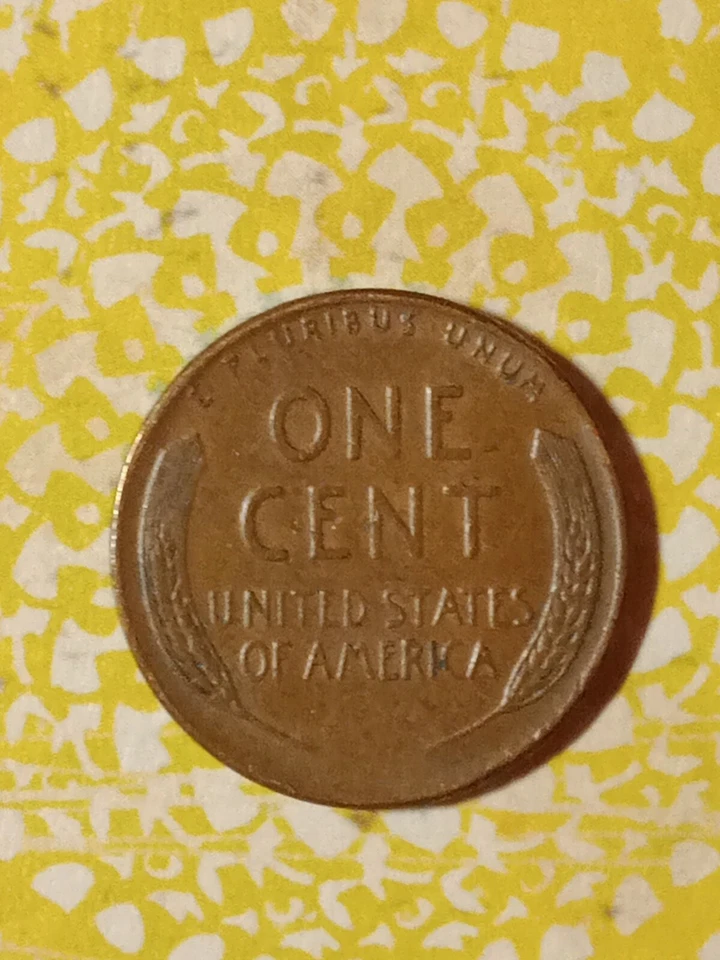 E PLURIBUS UNUM
ONE
CENT
UNITED STATES
OF AMERICA